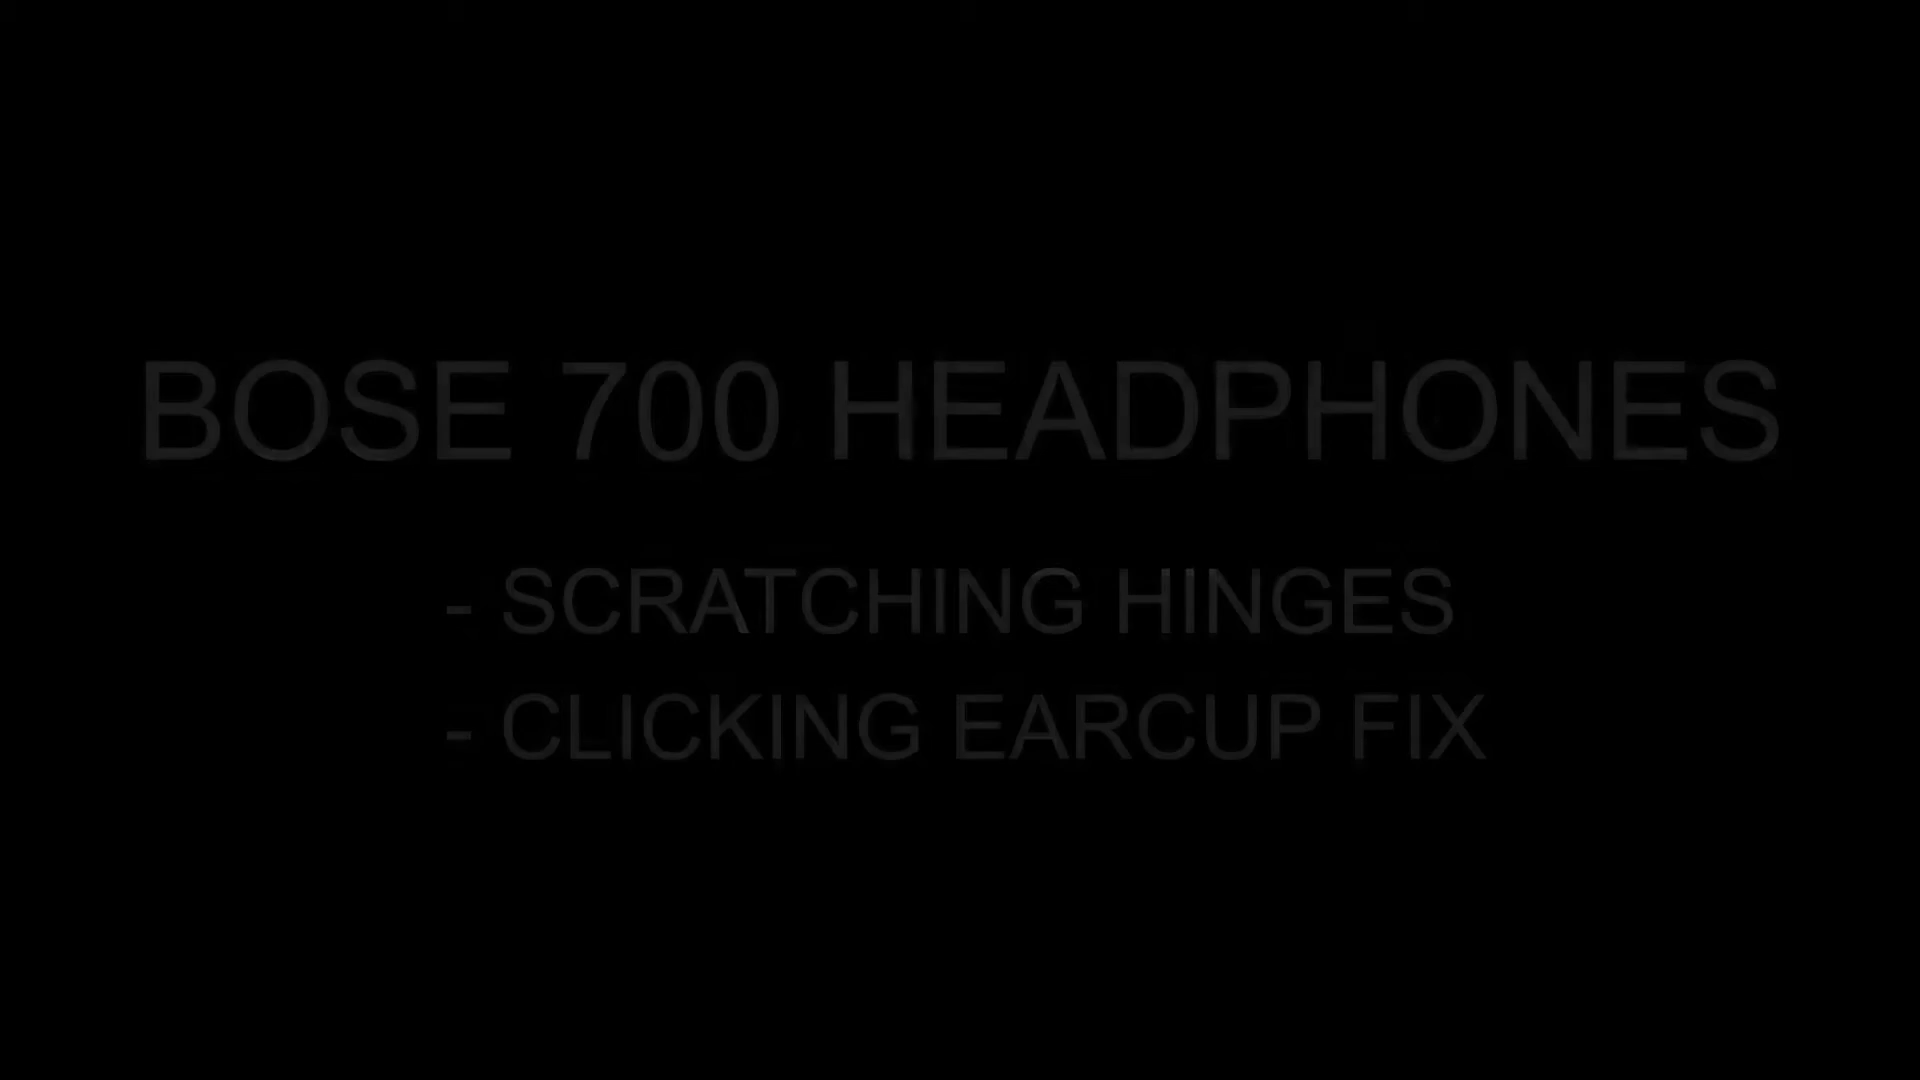 BOSE 700 HEADPHONES
- SCRATCHING HINGES
- CLICKING EARCUP FIX